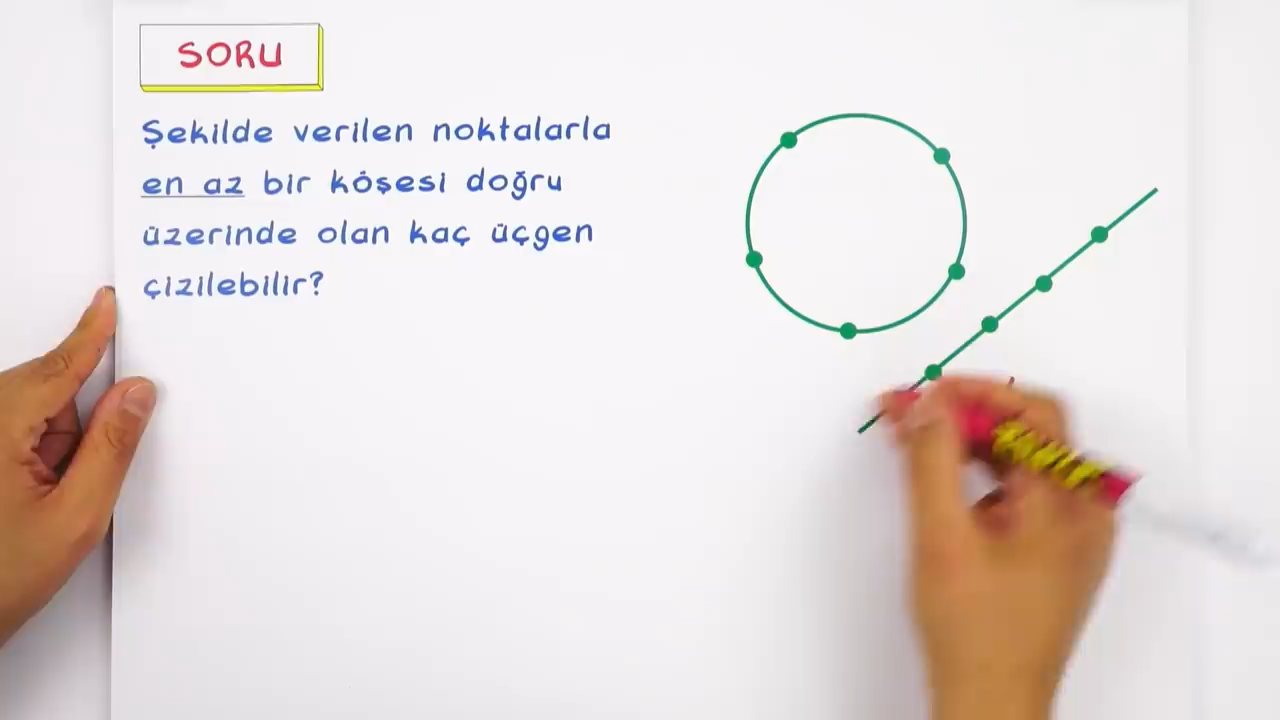 SORU
Şekilde verilen noktalarla
en az bir köşesi doğru
üzerinde olan kaç üçgen
çizilebilir?